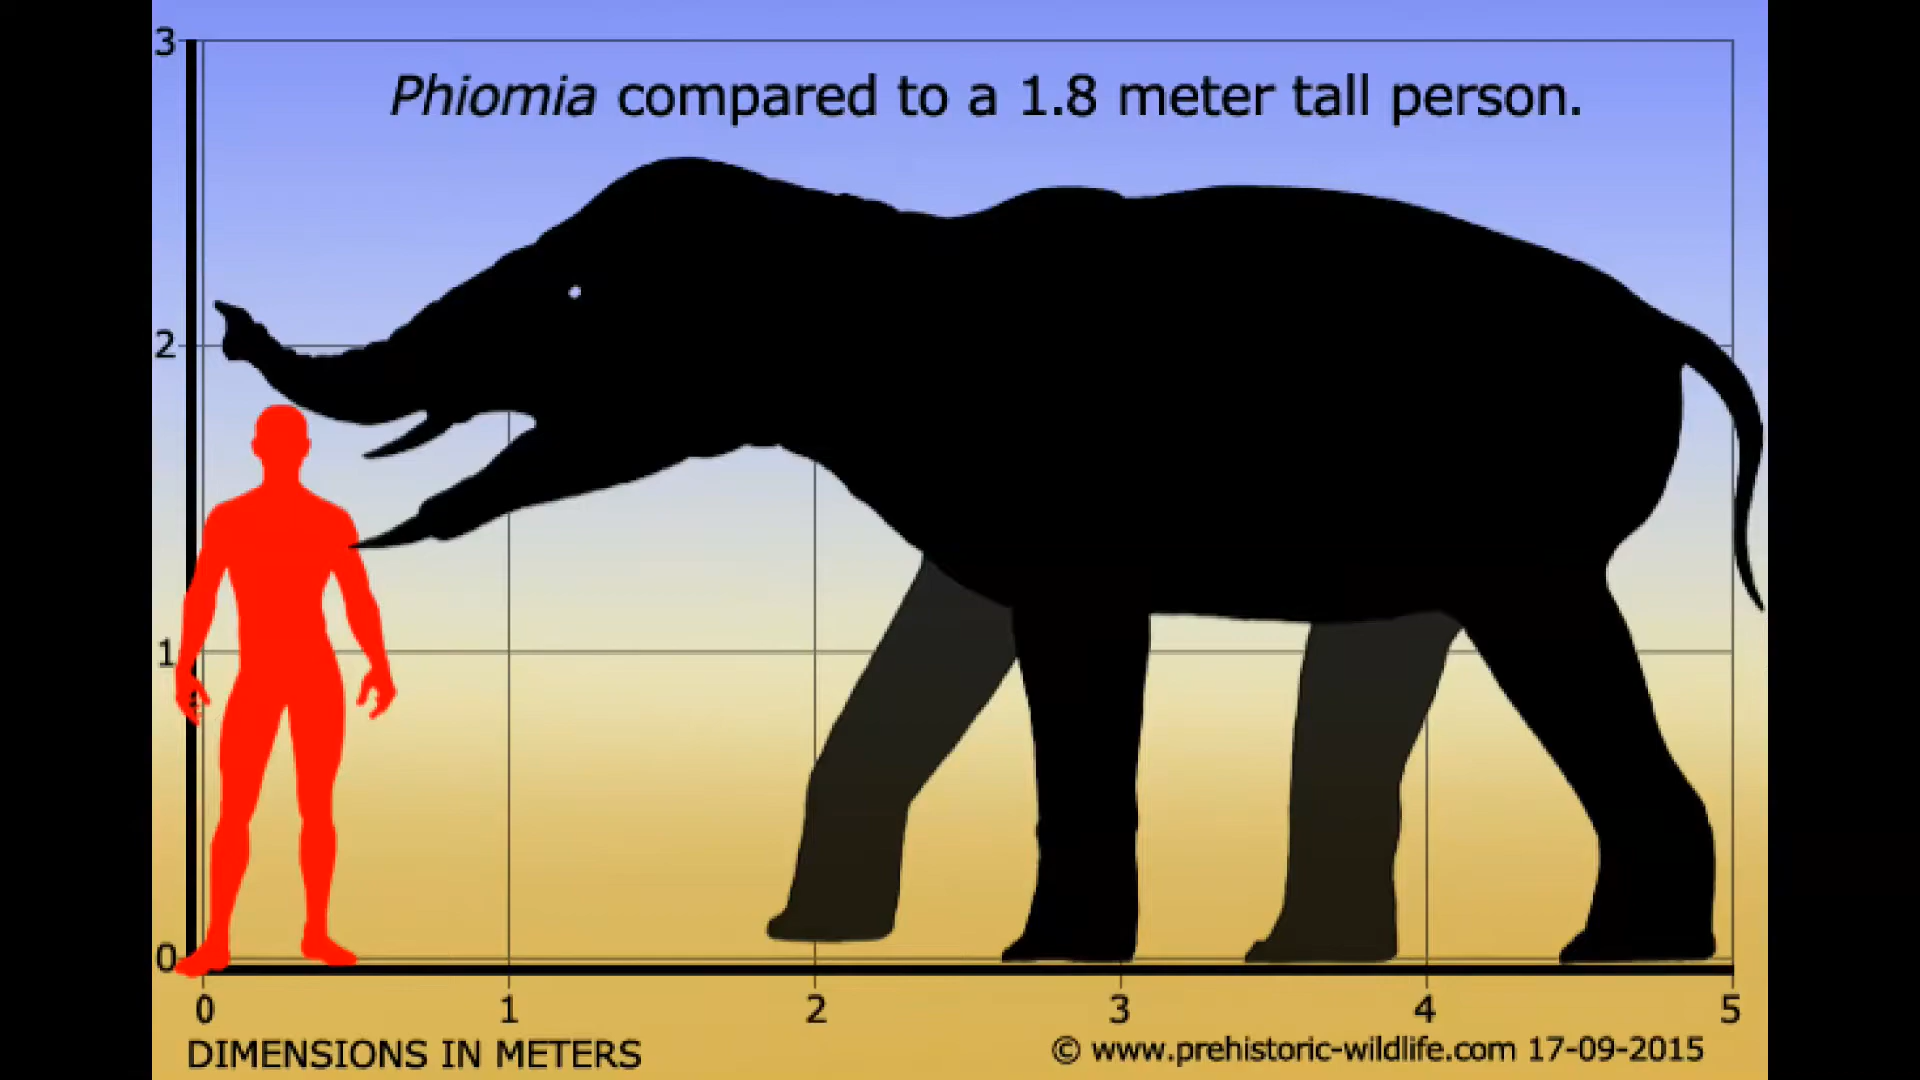 3
Phiomia compared to a 1.8 meter tall person.
2
1
0
0 1 2 3 4 5
DIMENSIONS IN METERS
© www.prehistoric-wildlife.com 17-09-2015